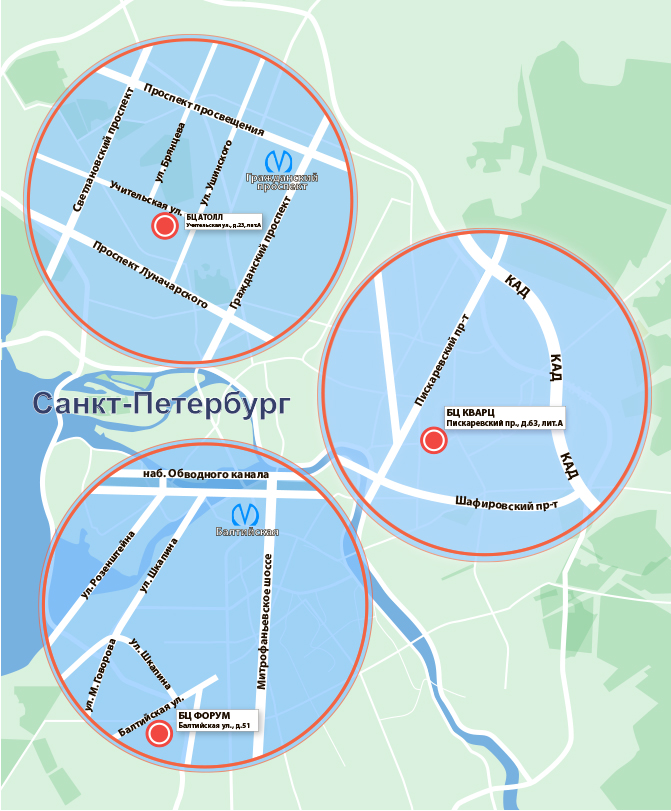 Проспект просвещения
Светлановский проспект
ул. Брянцева
ул. Ушинского
Гражданский
проспект
Учительская ул.
БЦ АТОЛЛ
Учительская ул., д.23, лит.А
Гражданский проспект
Проспект Луначарского
КАД
Пискаревский пр-т
КАД
БЦ КВАРЦ
Пискаревский пр., д.63, лит.А
КАД
Шафировский пр-т
Санкт-Петербург
наб. Обводного канала
Балтийская
ул. Розенштейна
ул. Шкапина
Митрофаньевское шоссе
ул. М. Говорова
ул. Шкапина
Балтийская ул.
БЦ ФОРУМ
Балтийская ул., д.51